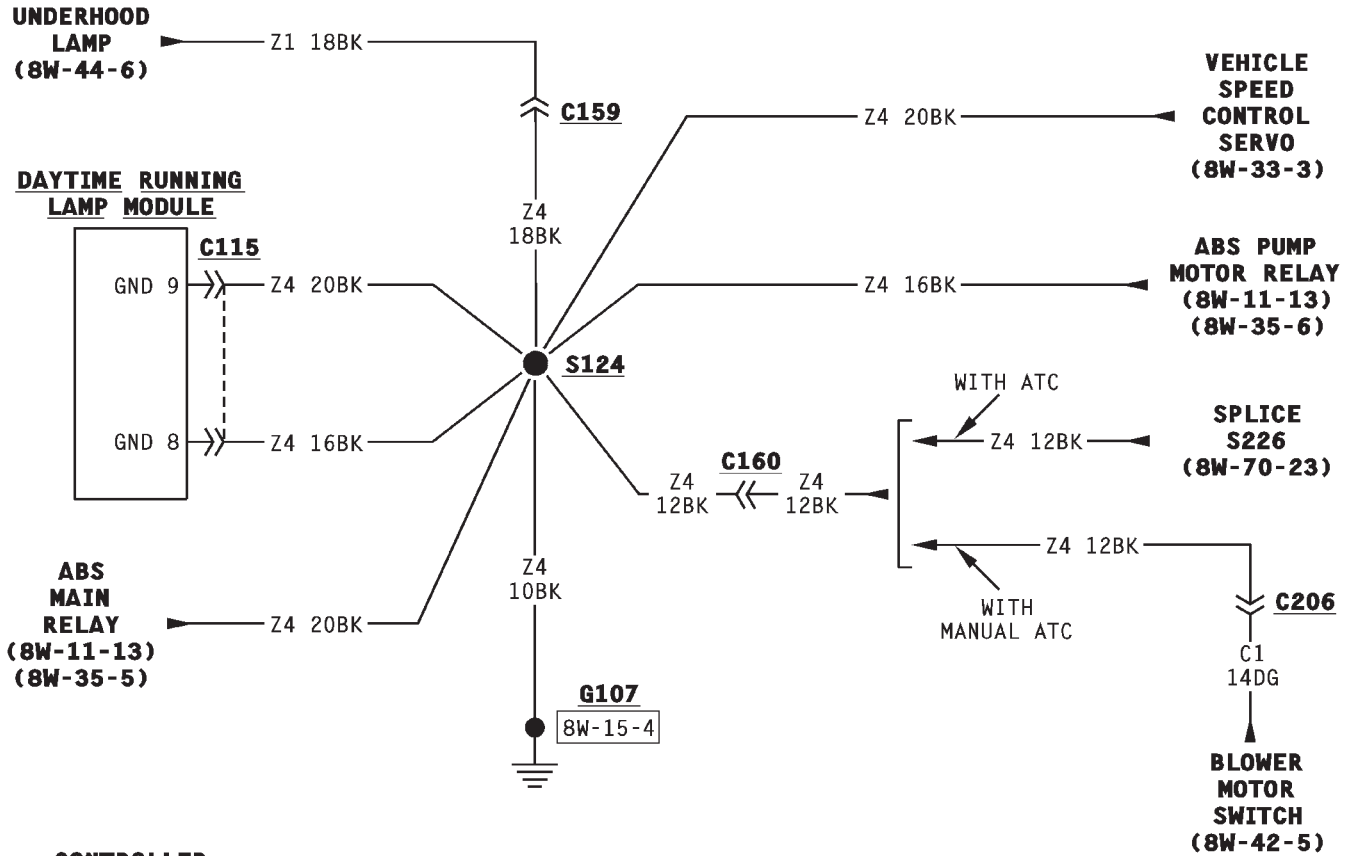 UNDERHOOD
LAMP
(8W-44-6)
Z1 18BK
C159
Z4
18BK
Z4 20BK
VEHICLE
SPEED
CONTROL
SERVO
(8W-33-3)
DAYTIME RUNNING
LAMP MODULE
C115
GND 9
Z4 20BK
GND 8
Z4 16BK
Z4 16BK
ABS PUMP
MOTOR RELAY
(8W-11-13)
(8W-35-6)
S124
WITH ATC
Z4 12BK
SPLICE
S226
(8W-70-23)
Z4
12BK
C160
Z4
12BK
Z4 12BK
WITH
MANUAL ATC
C206
C1
14DG
BLOWER
MOTOR
SWITCH
(8W-42-5)
ABS
MAIN
RELAY
(8W-11-13)
(8W-35-5)
Z4 20BK
Z4
10BK
G107
8W-15-4